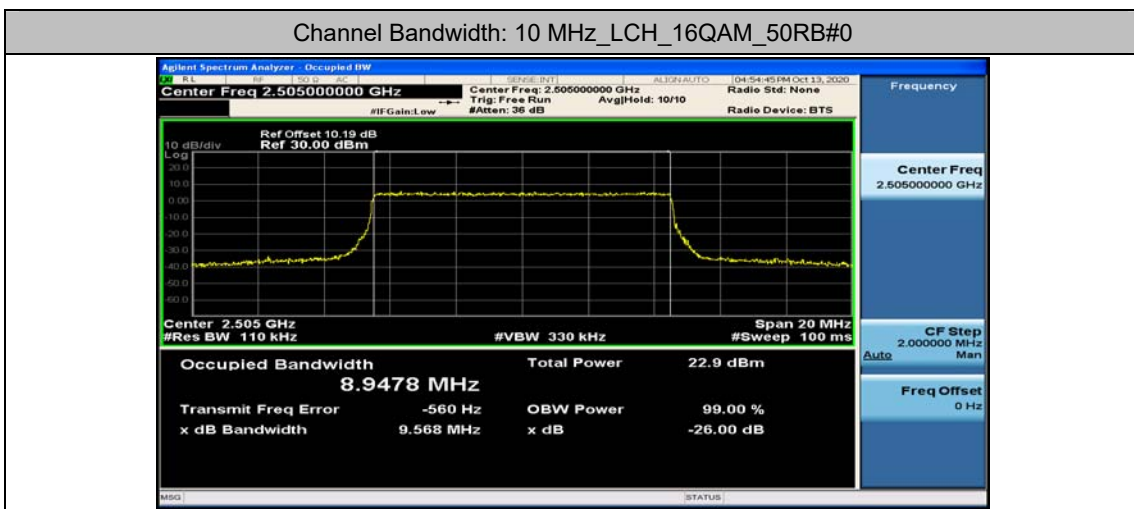 Channel Bandwidth: 10 MHz_LCH_16QAM_50RB#0
Agilent Spectrum Analyzer - Occupied BW
RL RF 50 Ω AC SENSE:INT ALIGN AUTO 04:54:45 PM Oct 13, 2020
Center Freq 2.505000000 GHz
Center Freq: 2.505000000 GHz
Radio Std: None
Trig: Free Run Avg|Hold: 10/10
#IFGain:Low #Atten: 36 dB Radio Device: BTS
Frequency
Ref Offset 10.19 dB
10 dB/div Ref 30.00 dBm
Log
20.0
10.0
0.00
-10.0
-20.0
-30.0
-40.0
-50.0
-60.0
Center Freq
2.505000000 GHz
Center 2.505 GHz Span 20 MHz
#Res BW 110 kHz #VBW 330 kHz #Sweep 100 ms
CF Step
2.000000 MHz
Auto Man
Occupied Bandwidth Total Power 22.9 dBm
8.9478 MHz
Transmit Freq Error -560 Hz OBW Power 99.00 %
x dB Bandwidth 9.568 MHz x dB -26.00 dB
Freq Offset
0 Hz
MSG STATUS